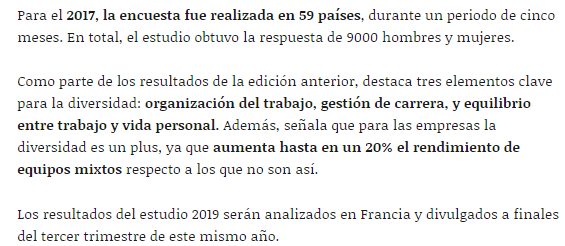 Para el 2017, la encuesta fue realizada en 59 países, durante un periodo de cinco
meses. En total, el estudio obtuvo la respuesta de 9000 hombres y mujeres.
Como parte de los resultados de la edición anterior, destaca tres elementos clave
para la diversidad: organización del trabajo, gestión de carrera, y equilibrio
entre trabajo y vida personal. Además, señala que para las empresas la
diversidad es un plus, ya que aumenta hasta en un 20% el rendimiento de
equipos mixtos respecto a los que no son así.
Los resultados del estudio 2019 serán analizados en Francia y divulgados a finales
del tercer trimestre de este mismo año.